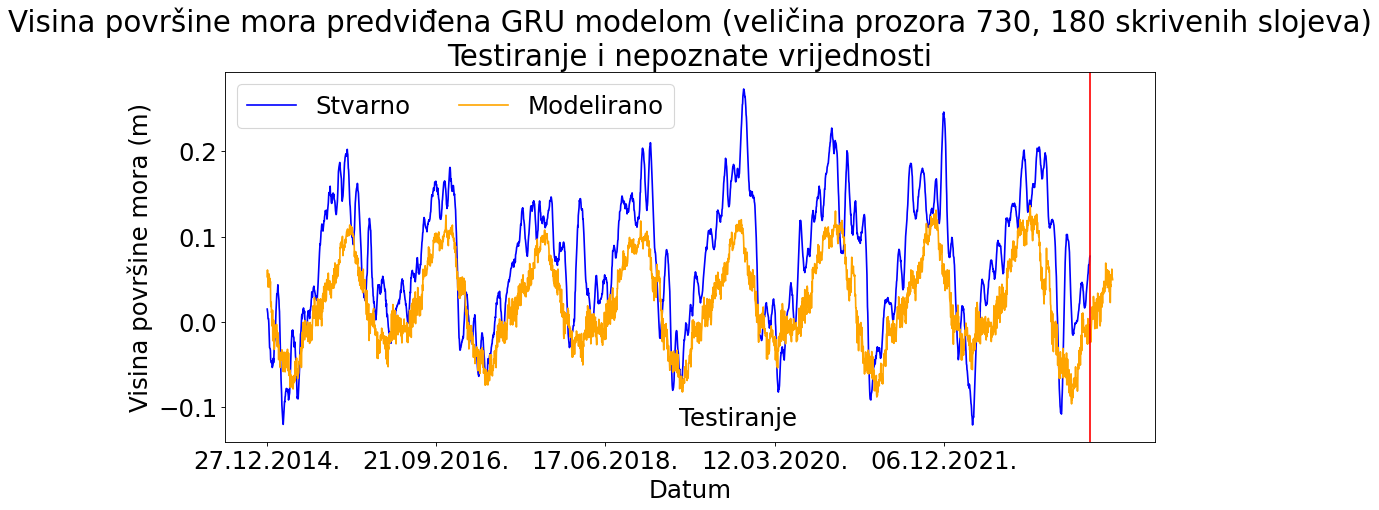 Visina površine mora predviđena GRU modelom (veličina prozora 730, 180 skrivenih slojeva)
Testiranje i nepoznate vrijednosti
Stvarno
Modelirano
Visina površine mora (m)
0.2
0.1
0.0
−0.1
Testiranje
27.12.2014.
21.09.2016.
17.06.2018.
12.03.2020.
06.12.2021.
Datum